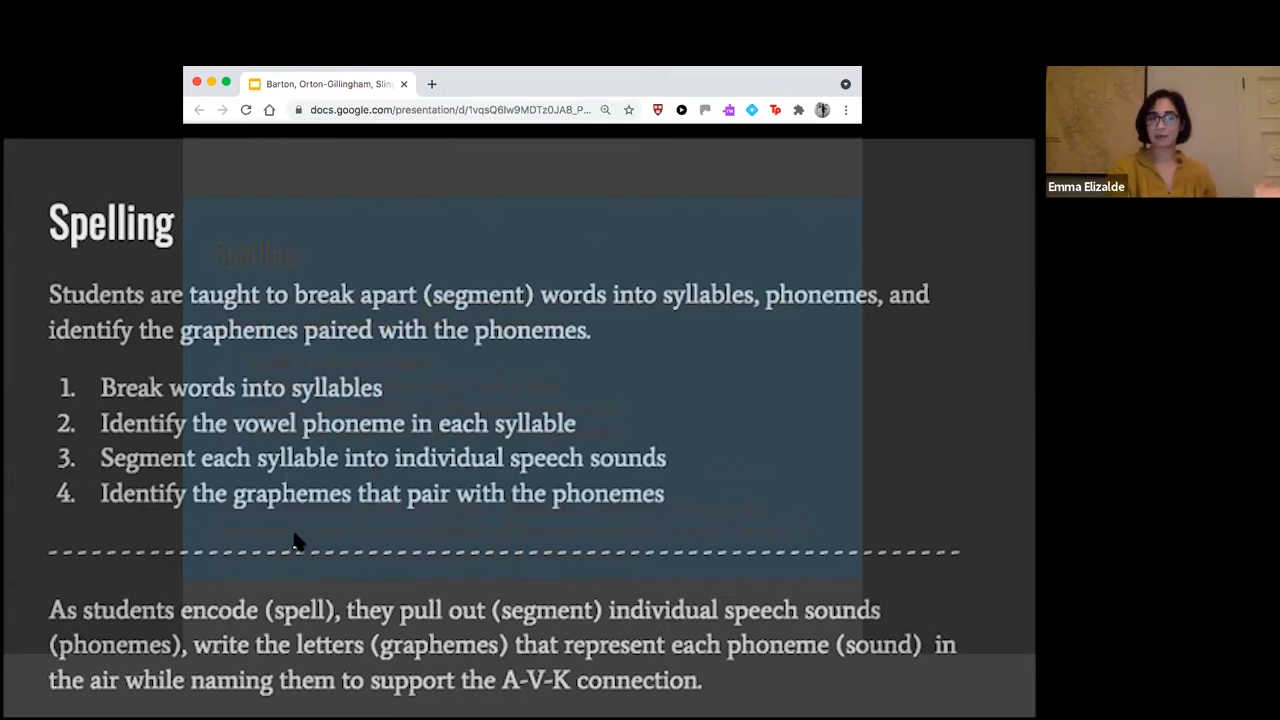 Barton, Orton-Gillingham, Slin
docs.google.com/presentation/d/1vqsQ6Iw9MDTz0JA8_P...
Emma Elizalde
Spelling
Spelling
Students are taught to break apart (segment) words into syllables, phonemes, and
identify the graphemes paired with the phonemes.
1. Break words into syllables
2. Identify the vowel phoneme in each syllable
3. Segment each syllable into individual speech sounds
4. Identify the graphemes that pair with the phonemes
As students encode (spell), they pull out (segment) individual speech sounds
(phonemes), write the letters (graphemes) that represent each phoneme (sound) in
the air while naming them to support the A-V-K connection.